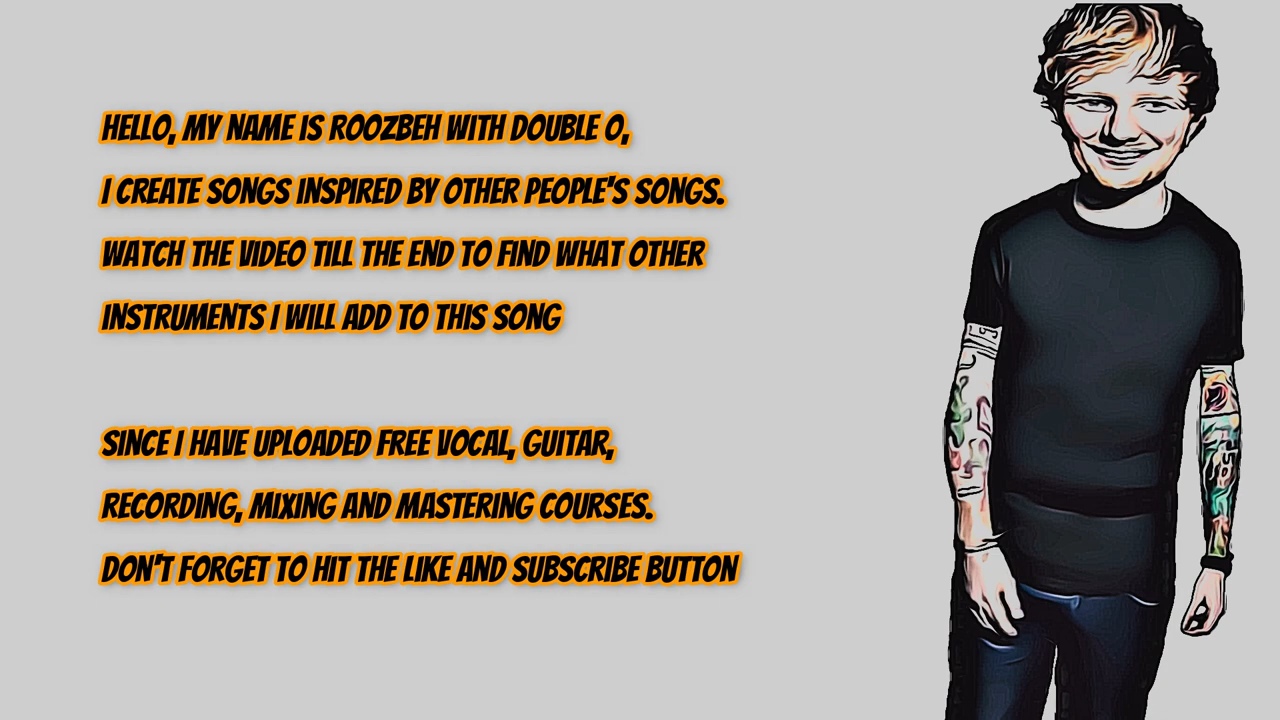 HELLO, MY NAME IS ROOZBEH WITH DOUBLE O,
I CREATE SONGS INSPIRED BY OTHER PEOPLE'S SONGS.
WATCH THE VIDEO TILL THE END TO FIND WHAT OTHER
INSTRUMENTS I WILL ADD TO THIS SONG
SINCE I HAVE UPLOADED FREE VOCAL, GUITAR,
RECORDING, MIXING AND MASTERING COURSES.
DON'T FORGET TO HIT THE LIKE AND SUBSCRIBE BUTTON